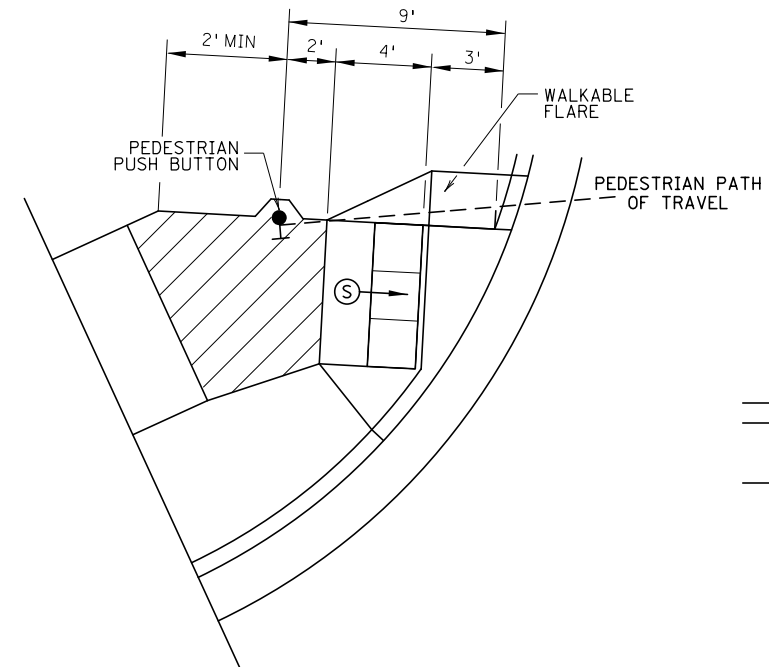 9'
2' MIN
2'
4'
3'
WALKABLE
FLARE
PEDESTRIAN
PUSH BUTTON
PEDESTRIAN PATH
OF TRAVEL
S